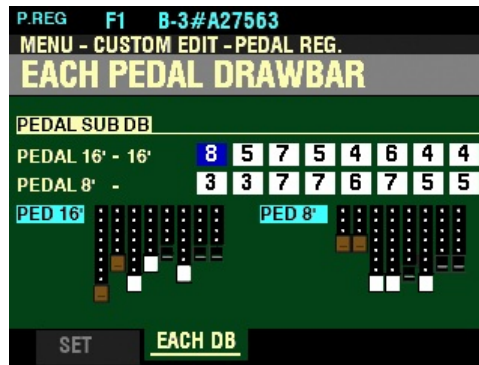 P.REG F1 B-3#A27563
MENU - CUSTOM EDIT - PEDAL REG.
EACH PEDAL DRAWBAR
PEDAL SUB DB
PEDAL 16' - 16' 8 5 7 5 4 6 4 4
PEDAL 8' - 3 3 7 7 6 7 5 5
PED 16' PED 8'
SET EACH DB